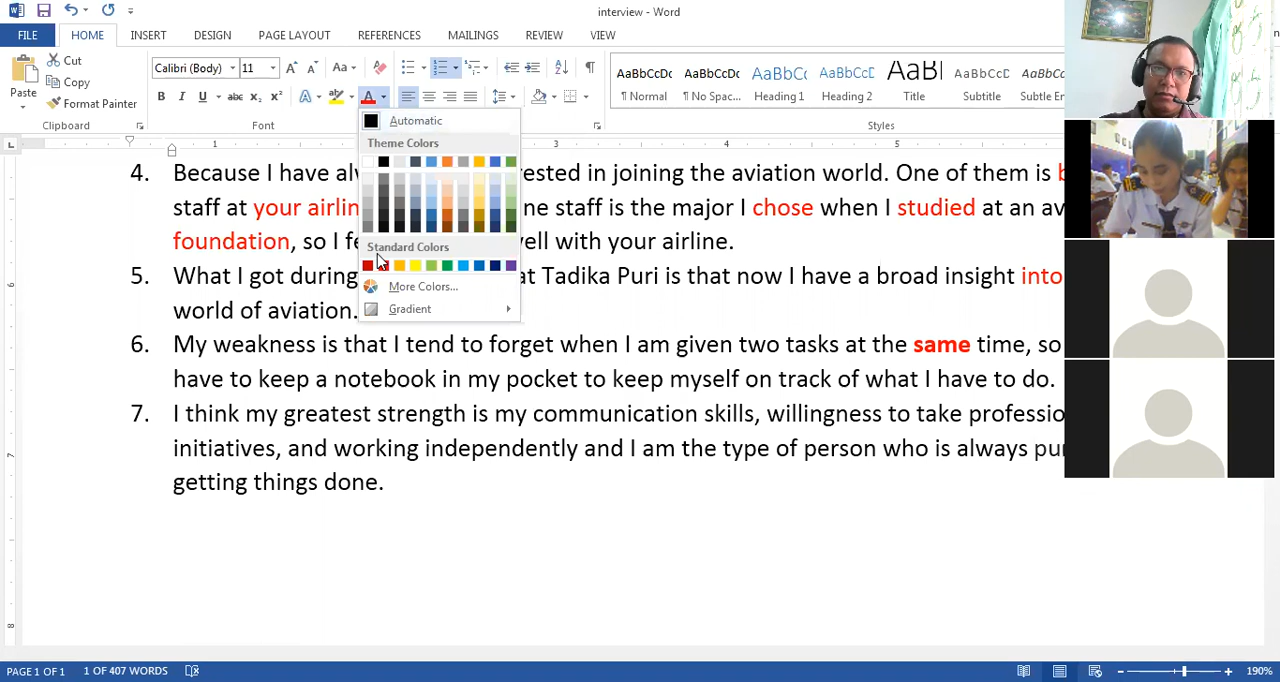 interview - Word
FILE HOME INSERT DESIGN PAGE LAYOUT REFERENCES MAILINGS REVIEW VIEW
Cut
Copy
Format Painter
Paste
Clipboard
Calibri (Body) 11
Font
AaBbCcDc AaBbCcDc AaBbCc AaBbCcD AaBl AaBbCcD AaBbCcDc
¶ Normal ¶ No Spac... Heading 1 Heading 2 Title Subtitle Subtle Em
Styles
Automatic
Theme Colors
Standard Colors
More Colors...
Gradient
4. Because I have alw rested in joining the aviation world. One of them is b
staff at your airlin ne staff is the major I chose when I studied at an av
foundation, so I fe well with your airline.
5. What I got during at Tadika Puri is that now I have a broad insight into
world of aviation.
6. My weakness is that I tend to forget when I am given two tasks at the same time, so
have to keep a notebook in my pocket to keep myself on track of what I have to do.
7. I think my greatest strength is my communication skills, willingness to take professio
initiatives, and working independently and I am the type of person who is always pu
getting things done.
PAGE 1 OF 1 1 OF 407 WORDS 190%